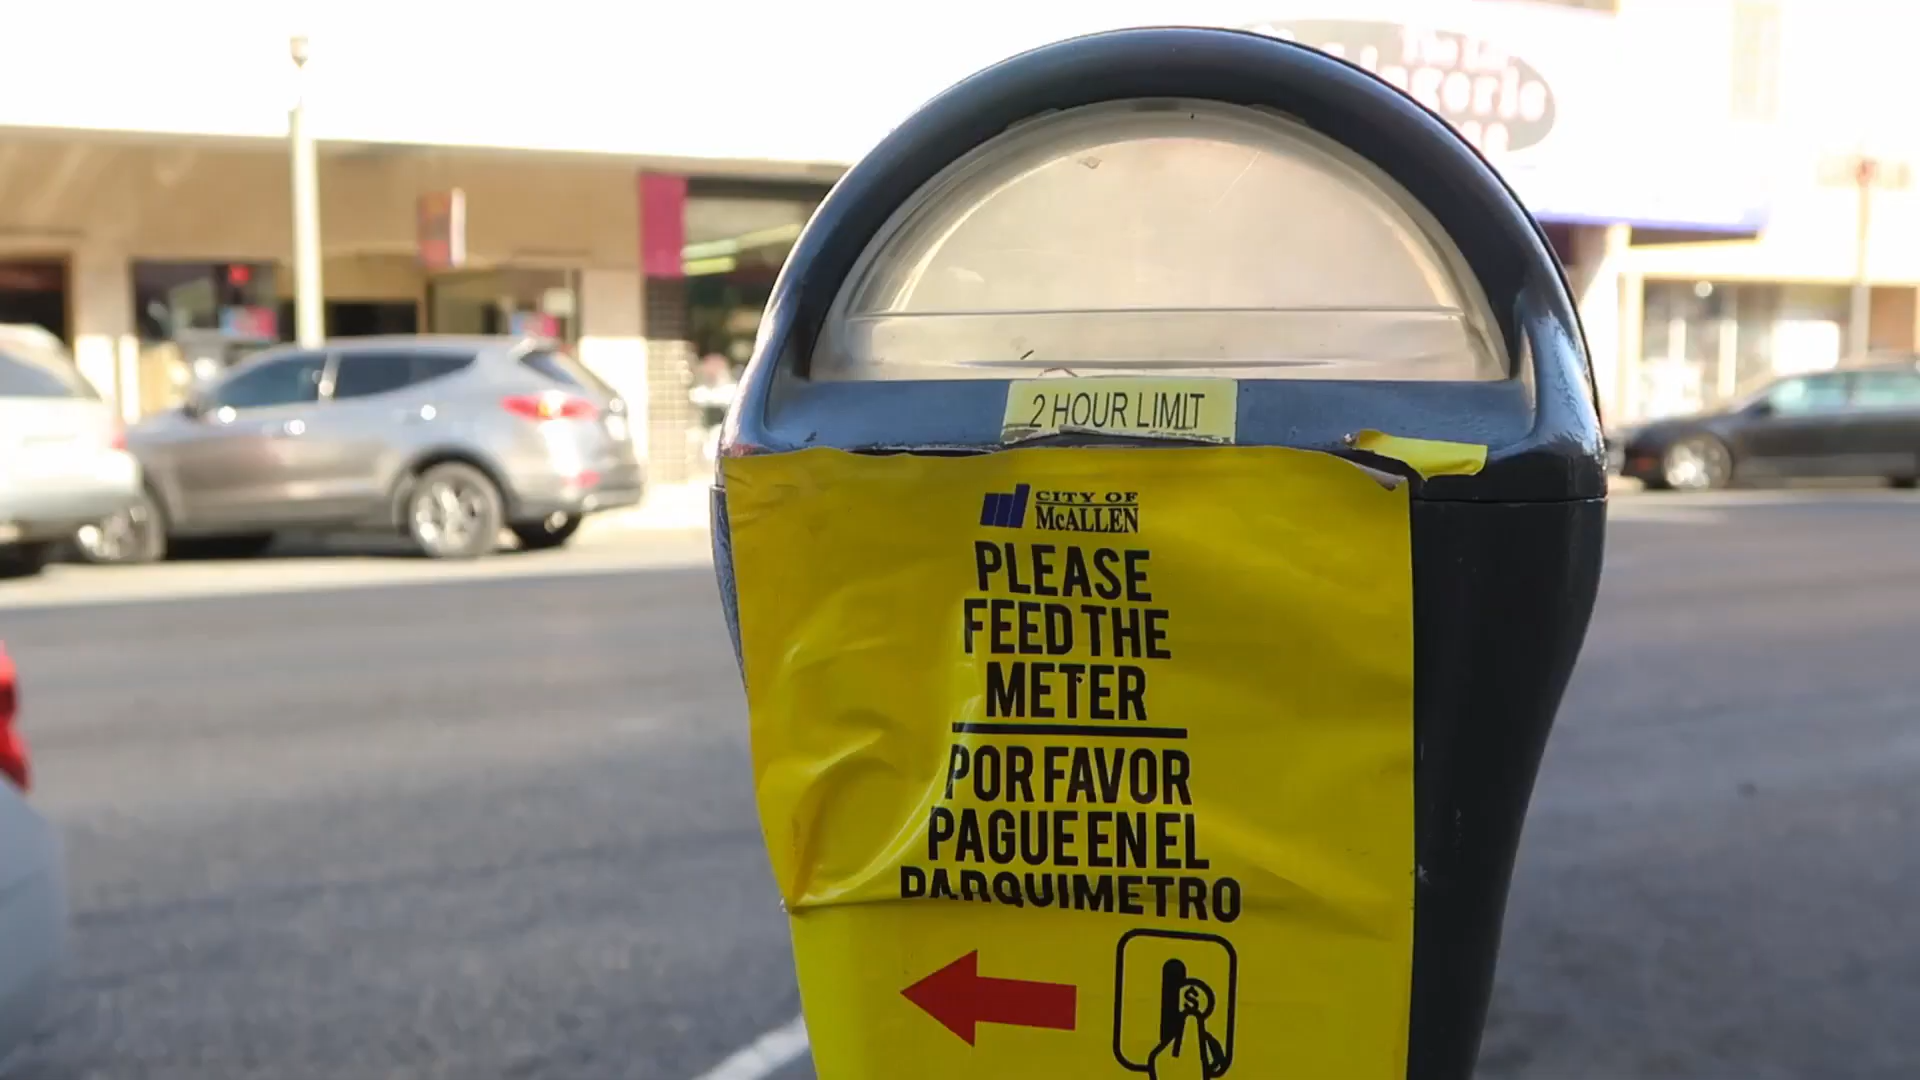 2 HOUR LIMIT
CITY OF
McALLEN
PLEASE
FEED THE
METER
POR FAVOR
PAGUE EN EL
PARQUIMETRO
$